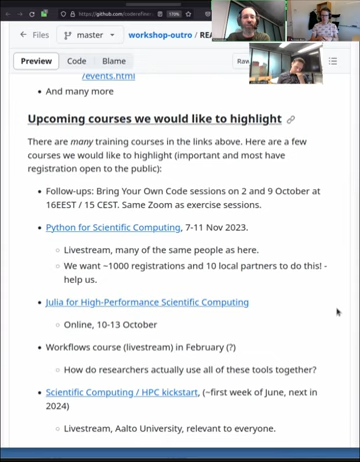 https://github.com/coderefine
110%
Files
master
workshop-outro / REA
Preview
Code
Blame
Raw
/events.html
And many more
Upcoming courses we would like to highlight
There are many training courses in the links above. Here are a few
courses we would like to highlight (important and most have
registration open to the public):
Follow-ups: Bring Your Own Code sessions on 2 and 9 October at
16EEST / 15 CEST. Same Zoom as exercise sessions.
Python for Scientific Computing, 7-11 Nov 2023.
Livestream, many of the same people as here.
We want ~1000 registrations and 10 local partners to do this! -
help us.
Julia for High-Performance Scientific Computing
Online, 10-13 October
Workflows course (livestream) in February (?)
How do researchers actually use all of these tools together?
Scientific Computing / HPC kickstart, (~first week of June, next in
2024)
Livestream, Aalto University, relevant to everyone.